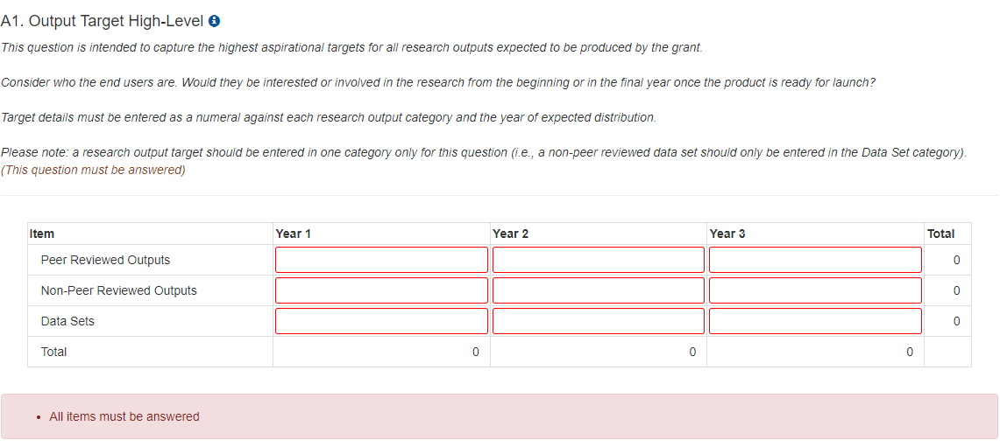 A1. Output Target High-Level
This question is intended to capture the highest aspirational targets for all research outputs expected to be produced by the grant.
Consider who the end users are. Would they be interested or involved in the research from the beginning or in the final year once the product is ready for launch?
Target details must be entered as a numeral against each research output category and the year of expected distribution.
Please note: a research output target should be entered in one category only for this question (i.e., a non-peer reviewed data set should only be entered in the Data Set category).
(This question must be answered)
Item Year 1 Year 2 Year 3 Total
Peer Reviewed Outputs 0
Non-Peer Reviewed Outputs 0
Data Sets 0
Total 0 0 0
• All items must be answered